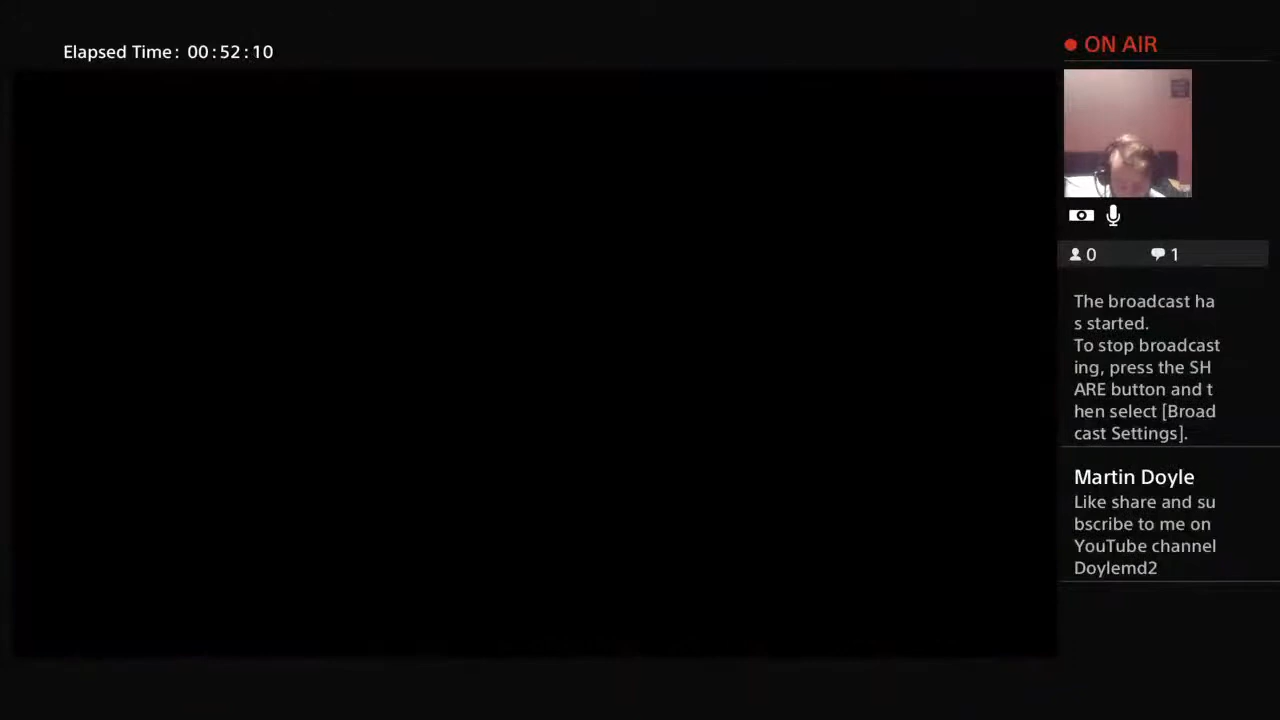 Elapsed Time: 00:52:10
ON AIR
0 1
The broadcast ha
s started.
To stop broadcast
ing, press the SH
ARE button and t
hen select [Broad
cast Settings].
Martin Doyle
Like share and su
bscribe to me on
YouTube channel
Doylemd2